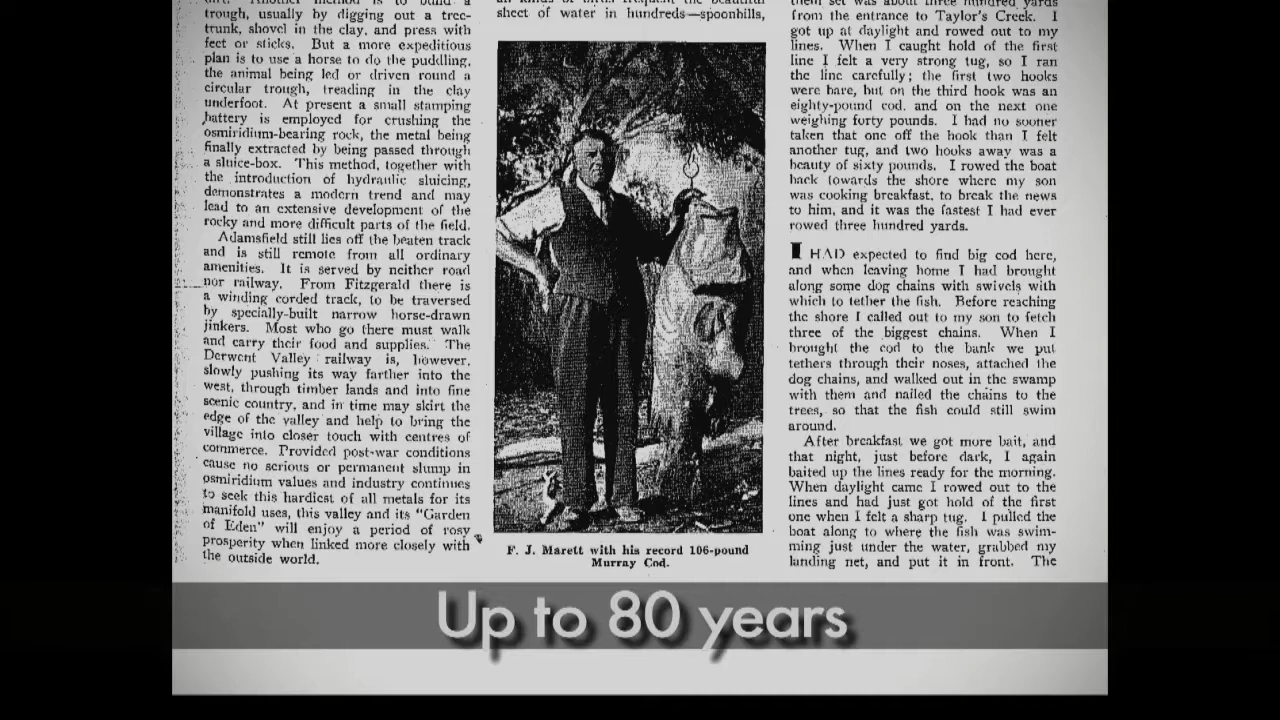 trough, usually by digging out a tree-
trunk, shovel in the clay, and press with
feet or sticks. But a more expeditious
plan is to use a horse to do the puddling,
the animal being led or driven round a
circular trough, treading in the clay
underfoot. At present a small stamping
battery is employed for crushing the
osmiridium-bearing rock, the metal being
finally extracted by being passed through
a sluice-box. This method, together with
the introduction of hydraulic sluicing,
demonstrates a modern trend and may
lead to an extensive development of the
rocky and more difficult parts of the field.
Adamsfield still lies off the beaten track
and is still remote from all ordinary
amenities. It is served by neither road
nor railway. From Fitzgerald there is
a winding corded track, to be traversed
by specially-built narrow horse-drawn
jinkers. Most who go there must walk
and carry their food and supplies. The
Derwent Valley railway is, however,
slowly pushing its way farther into the
west, through timber lands and into fine
scenic country, and in time may skirt the
edge of the valley and help to bring the
village into closer touch with centres of
commerce. Provided post-war conditions
cause no serious or permanent slump in
osmiridium values and industry continues
to seek this hardiest of all metals for its
manifold uses, this valley and its "Garden
of Eden" will enjoy a period of rosy
prosperity when linked more closely with
the outside world.
sheet of water in hundreds—spoonbills,
F. J. Marett with his record 106-pound
Murray Cod.
them set was about three hundred yards
from the entrance to Taylor's Creek. I
got up at daylight and rowed out to my
lines. When I caught hold of the first
line I felt a very strong tug, so I ran
the line carefully; the first two hooks
were bare, but on the third hook was an
eighty-pound cod, and on the next one
weighing forty pounds. I had no sooner
taken that one off the hook than I felt
another tug, and two hooks away was a
beauty of sixty pounds. I rowed the boat
back towards the shore where my son
was cooking breakfast, to break the news
to him, and it was the fastest I had ever
rowed three hundred yards.
I HAD expected to find big cod here,
and when leaving home I had brought
along some dog chains with swivels with
which to tether the fish. Before reaching
the shore I called out to my son to fetch
three of the biggest chains. When I
brought the cod to the bank we put
tethers through their noses, attached the
dog chains, and walked out in the swamp
with them and nailed the chains to the
trees, so that the fish could still swim
around.
After breakfast we got more bait, and
that night, just before dark, I again
baited up the lines ready for the morning.
When daylight came I rowed out to the
lines and had just got hold of the first
one when I felt a sharp tug. I pulled the
boat along to where the fish was swim-
ming just under the water, grabbed my
landing net, and put it in front. The
Up to 80 years